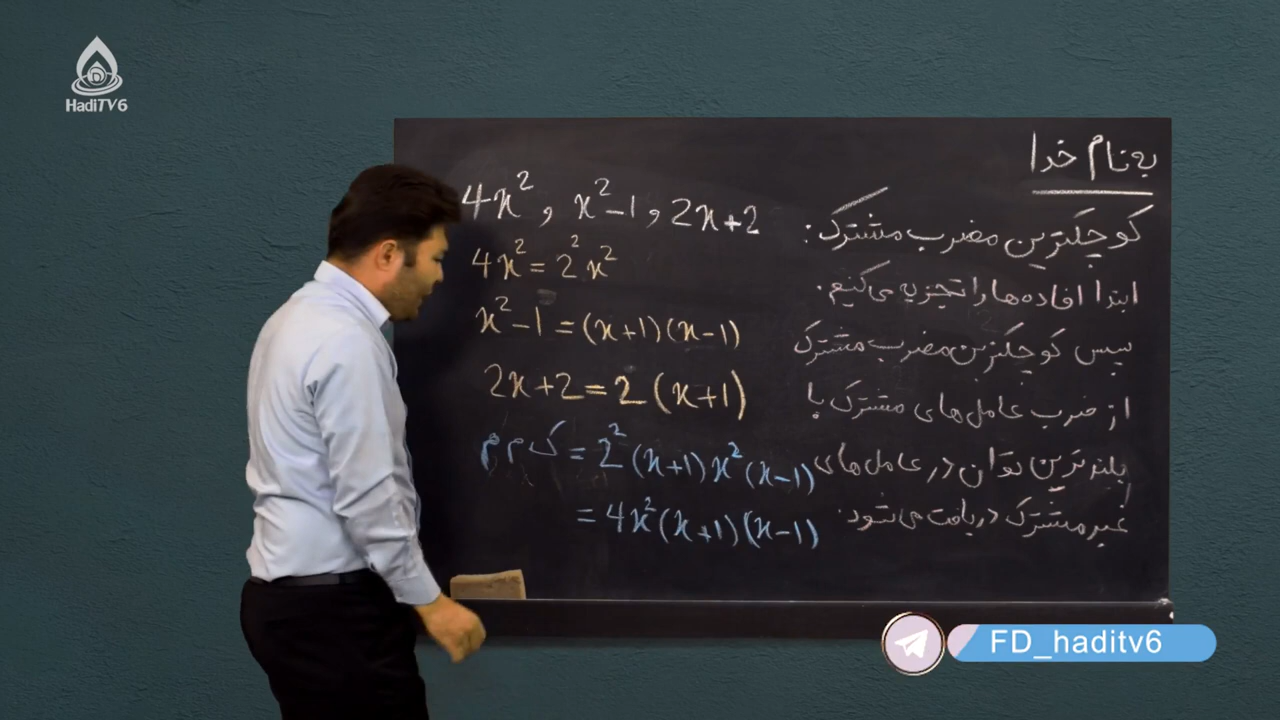 HadiTV6
به نام خدا
کوچکترین مضرب مشترک:
ابتدا افاده ها را تجزیه می کنیم.
سپس کوچکترین مضرب مشترک
از ضرب عامل های مشترک با
بلندترین توان در عامل های
غیر مشترک دریافت می شود.
4x², x²-1, 2x+2
4x² = 2²x²
x²-1 = (x+1)(x-1)
2x+2 = 2(x+1)
ک م م = 2²(x+1)x²(x-1)
= 4x²(x+1)(x-1)
FD_haditv6